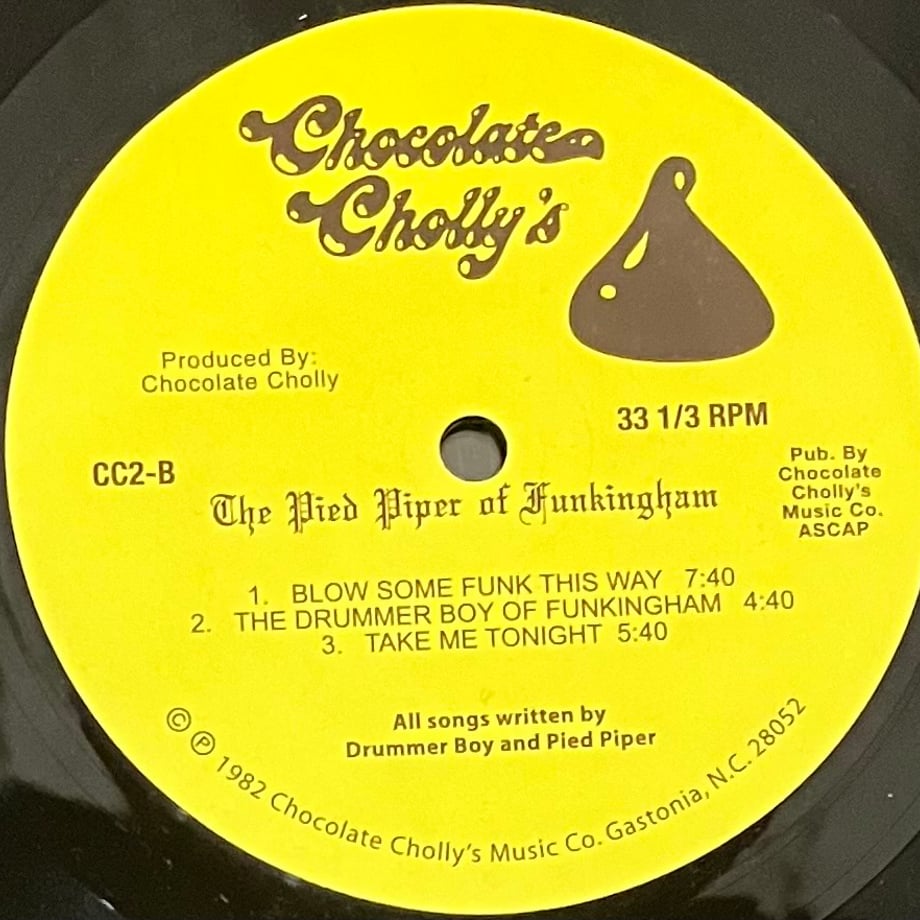 Chocolate
Cholly's
Produced By:
Chocolate Cholly
33 1/3 RPM
CC2-B
Pub. By
Chocolate
Cholly's
Music Co.
ASCAP
The Pied Piper of Funkingham
1. BLOW SOME FUNK THIS WAY 7:40
2. THE DRUMMER BOY OF FUNKINGHAM 4:40
3. TAKE ME TONIGHT 5:40
All songs written by
Drummer Boy and Pied Piper
© ℗ 1982 Chocolate Cholly's Music Co. Gastonia, N.C. 28052